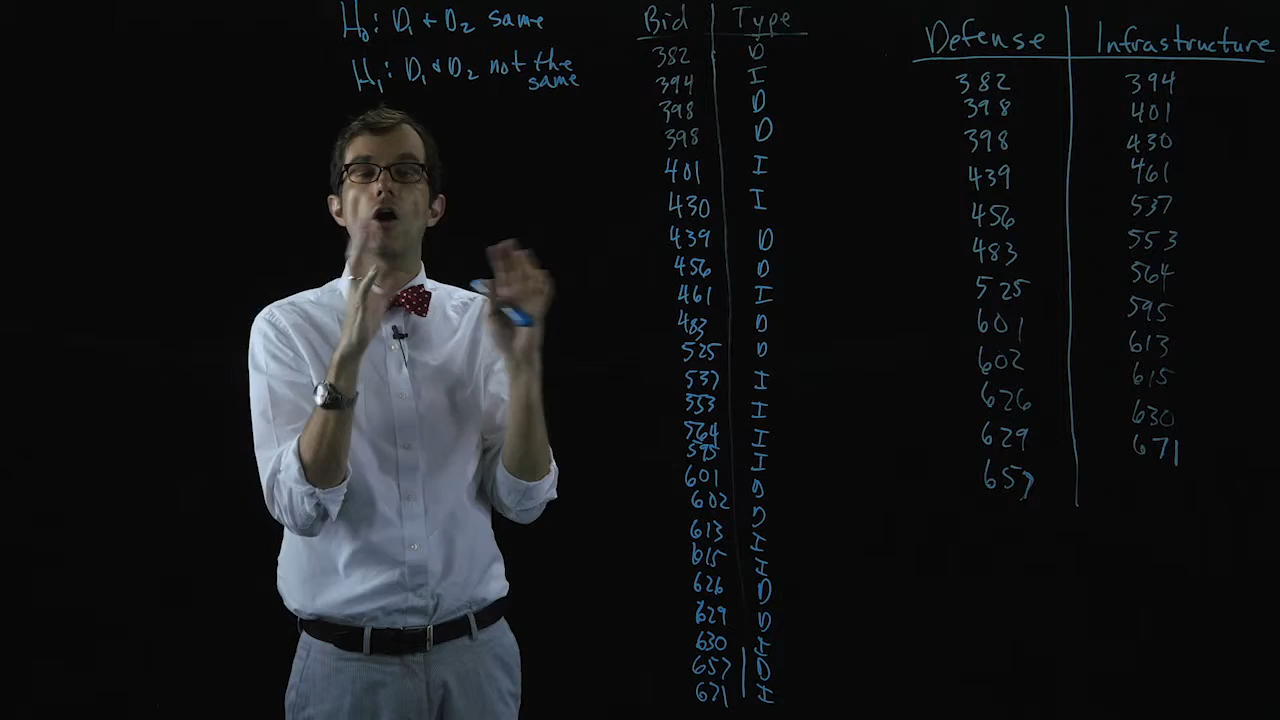 H₀: D₁ + D₂ same
H₁: D₁ & D₂ not the
same
Bid Type
382 D
394 I
398 D
398 D
401 I
430 I
439 D
456 D
461 I
483 D
525 D
537 I
553 I
564 I
595 I
601 D
602 D
613 I
615 I
626 D
629 D
630 I
657 D
671 I
Defense Infrastructure
382 394
398 401
398 430
439 461
456 537
483 553
525 564
601 595
602 613
626 615
629 630
657 671